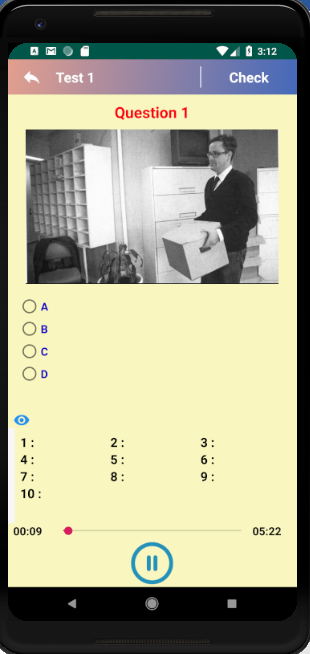 3:12
Test 1
Check
Question 1
A
B
C
D
1 :
2 :
3 :
4 :
5 :
6 :
7 :
8 :
9 :
10 :
00:09
05:22